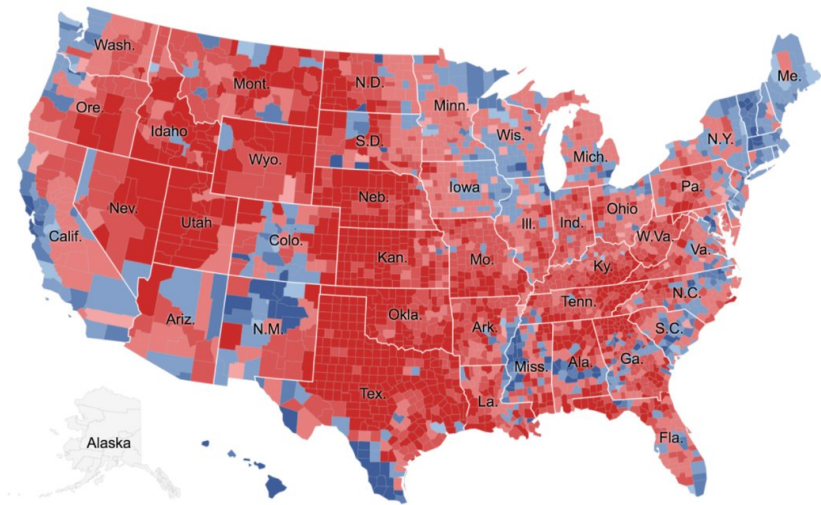 Wash.
Mont.
N.D.
Minn.
Me.
Ore.
Idaho
S.D.
Wis.
N.Y.
Wyo.
Mich.
Iowa
Pa.
Neb.
Nev.
Utah
Colo.
Ill.
Ind.
Ohio
Calif.
Kan.
Mo.
W.Va.
Va.
Ky.
N.C.
Tenn.
Ariz.
N.M.
Okla.
Ark.
S.C.
Miss.
Ala.
Ga.
Tex.
La.
Fla.
Alaska